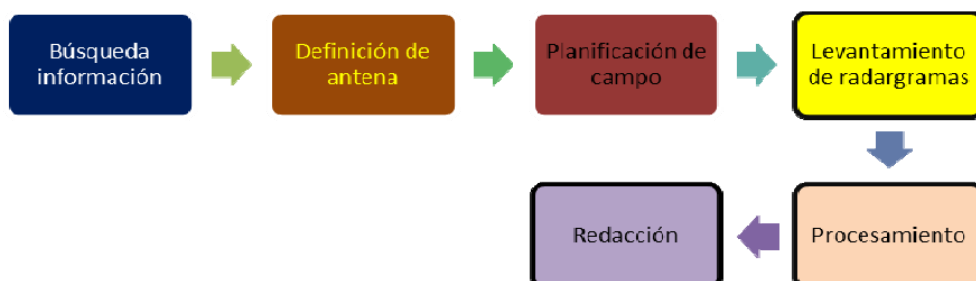 Búsqueda
información
Definición de
antena
Planificación de
campo
Levantamiento
de radargramas
Procesamiento
Redacción